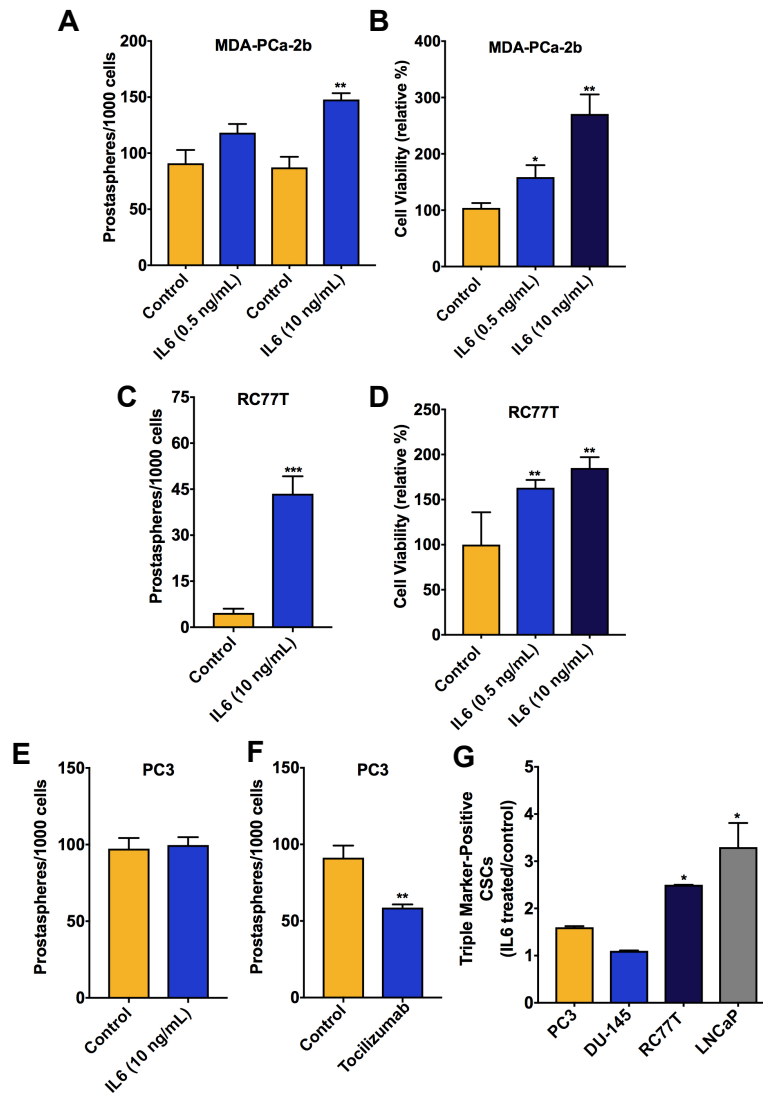 A
MDA-PCa-2b
Prostaspheres/1000 cells
200
150
100
50
0
Control
IL6 (0.5 ng/mL)
Control
IL6 (10 ng/mL)
**
B
MDA-PCa-2b
Cell Viability (relative %)
400
300
200
100
0
Control
IL6 (0.5 ng/mL)
IL6 (10 ng/mL)
*
**
C
RC77T
Prostaspheres/1000 cells
75
60
45
30
15
0
Control
IL6 (10 ng/mL)
***
D
RC77T
Cell Viability (relative %)
250
200
150
100
50
0
Control
IL6 (0.5 ng/mL)
IL6 (10 ng/mL)
**
**
E
PC3
Prostaspheres/1000 cells
150
100
50
0
Control
IL6 (10 ng/mL)
F
PC3
Prostaspheres/1000 cells
150
100
50
0
Control
Tocilizumab
**
G
Triple Marker-Positive
CSCs
(IL6 treated/control)
5
4
3
2
1
0
PC3
DU-145
RC77T
LNCaP
*
*